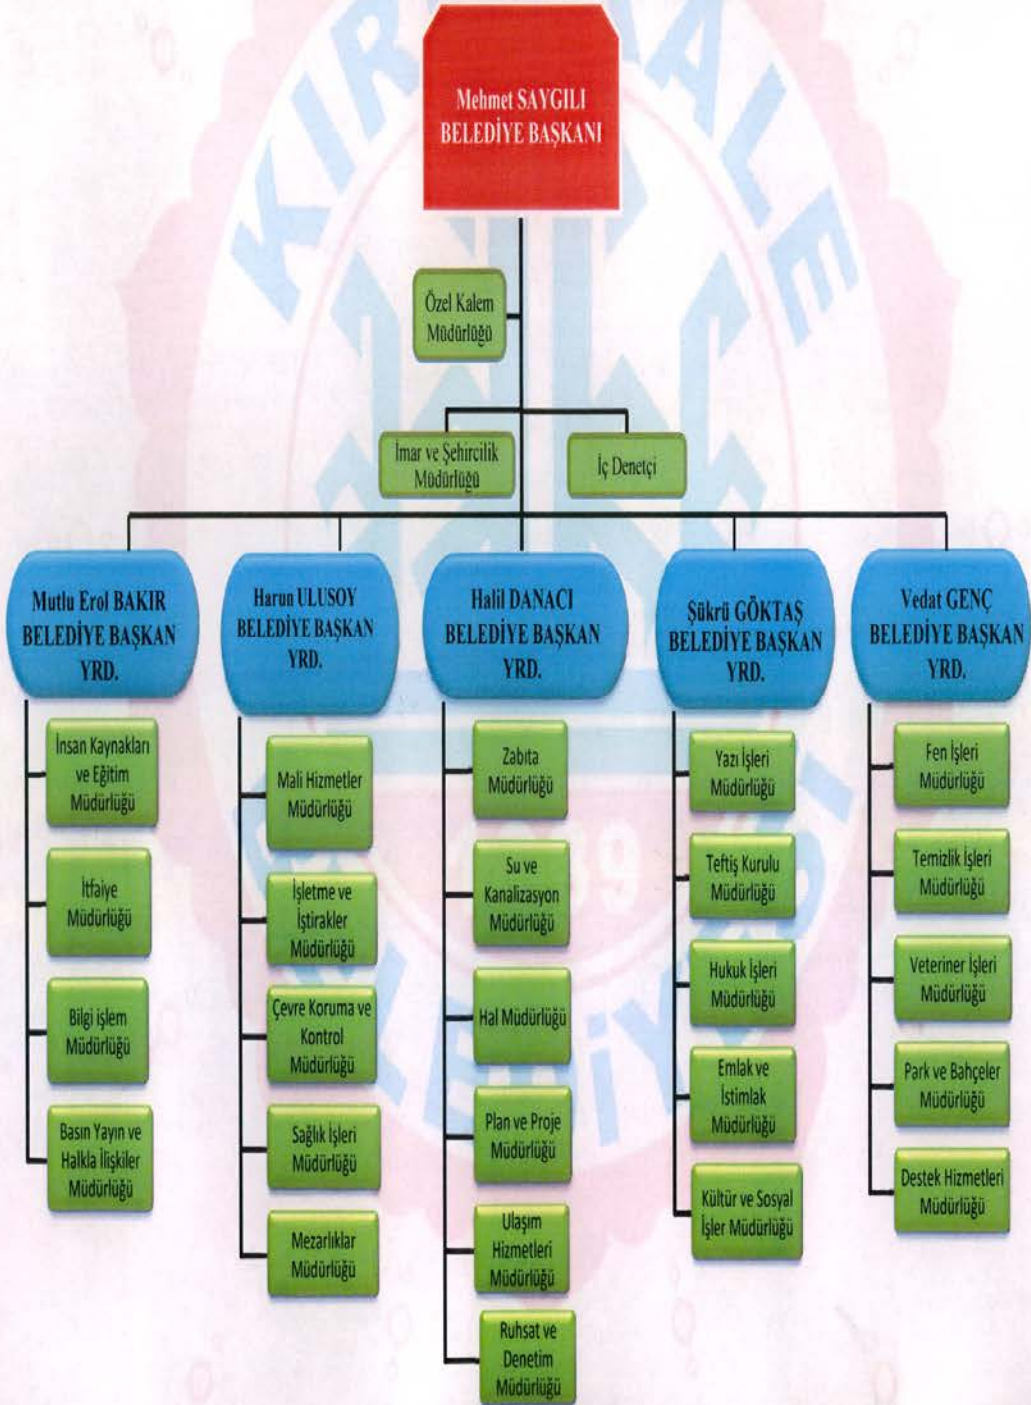 Mehmet SAYGILI
BELEDİYE BAŞKANI
Özel Kalem
Müdürlüğü
İmar ve Şehircilik
Müdürlüğü
İç Denetçi
Mutlu Erol BAKIR
BELEDİYE BAŞKAN
YRD.
İnsan Kaynakları
ve Eğitim
Müdürlüğü
İtfaiye
Müdürlüğü
Bilgi işlem
Müdürlüğü
Basın Yayın ve
Halkla İlişkiler
Müdürlüğü
Harun ULUSOY
BELEDİYE BAŞKAN
YRD.
Mali Hizmetler
Müdürlüğü
İşletme ve
İştirakler
Müdürlüğü
Çevre Koruma ve
Kontrol
Müdürlüğü
Sağlık İşleri
Müdürlüğü
Mezarlıklar
Müdürlüğü
Halil DANACI
BELEDİYE BAŞKAN
YRD.
Zabıta
Müdürlüğü
Su ve
Kanalizasyon
Müdürlüğü
Hal Müdürlüğü
Plan ve Proje
Müdürlüğü
Ulaşım
Hizmetleri
Müdürlüğü
Ruhsat ve
Denetim
Müdürlüğü
Şükrü GÖKTAŞ
BELEDİYE BAŞKAN
YRD.
Yazı İşleri
Müdürlüğü
Teftiş Kurulu
Müdürlüğü
Hukuk İşleri
Müdürlüğü
Emlak ve
İstimlak
Müdürlüğü
Kültür ve Sosyal
İşler Müdürlüğü
Vedat GENÇ
BELEDİYE BAŞKAN
YRD.
Fen İşleri
Müdürlüğü
Temizlik İşleri
Müdürlüğü
Veteriner İşleri
Müdürlüğü
Park ve Bahçeler
Müdürlüğü
Destek Hizmetleri
Müdürlüğü